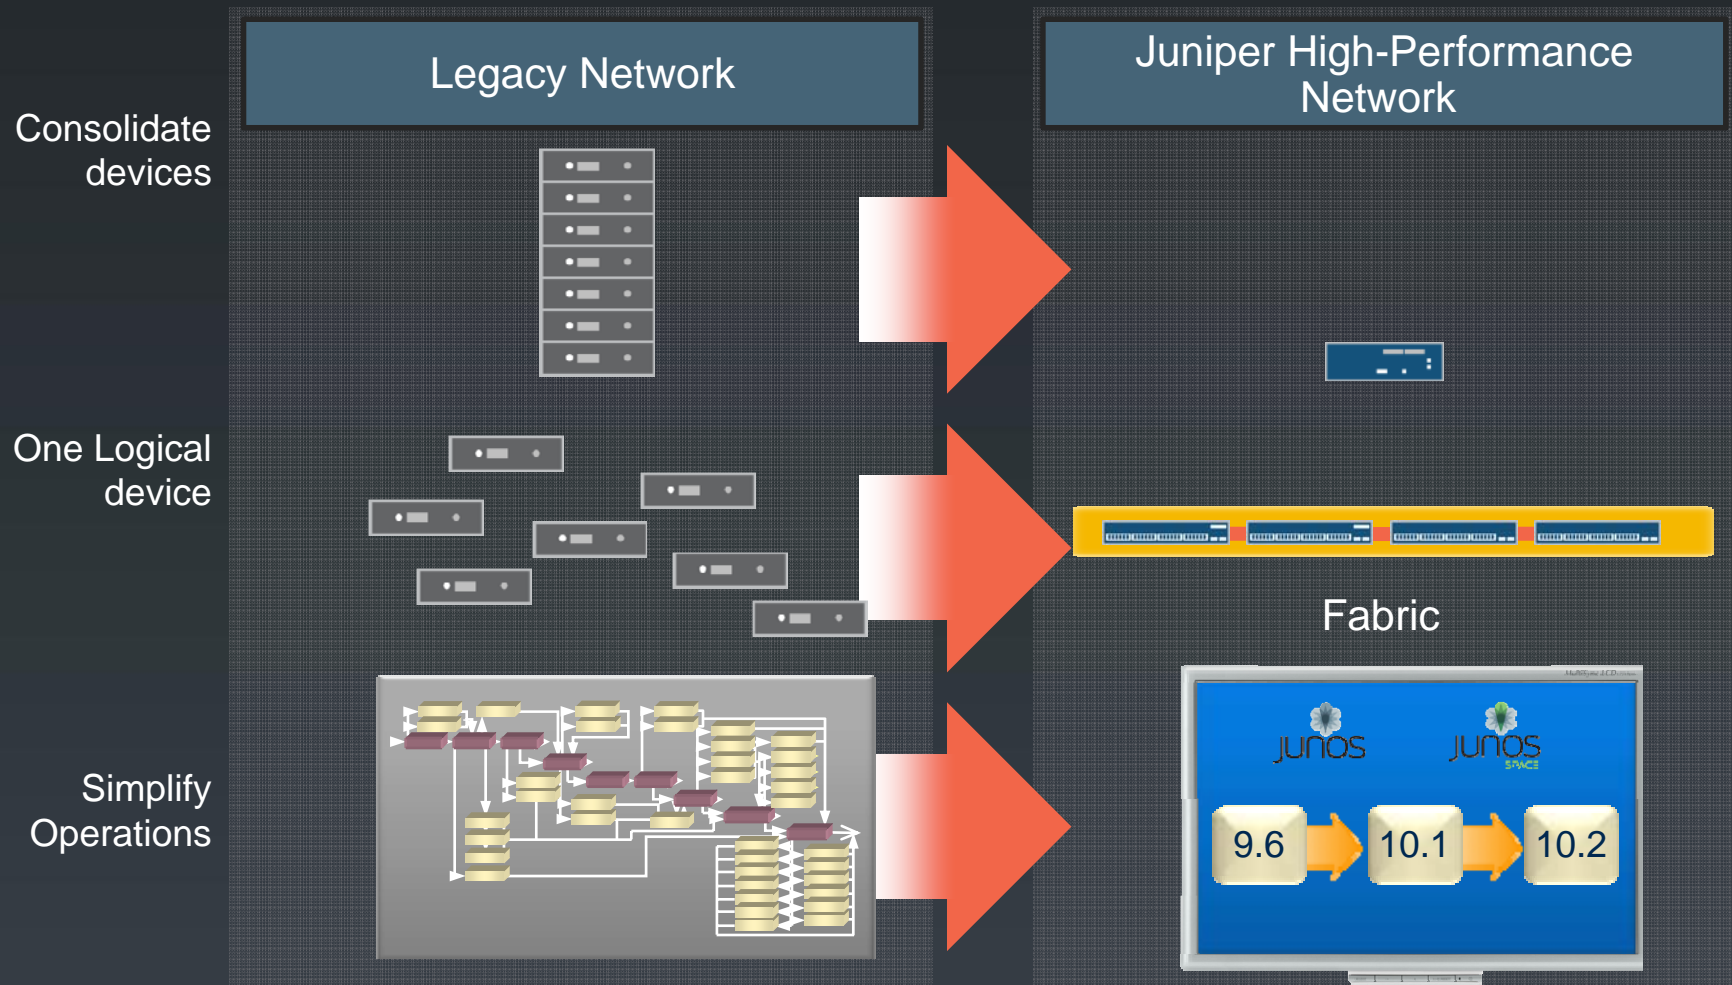 Legacy Network
Juniper High-Performance
Network
Consolidate
devices
One Logical
device
Fabric
Simplify
Operations
JUNOS
JUNOS
SPACE
9.6
10.1
10.2